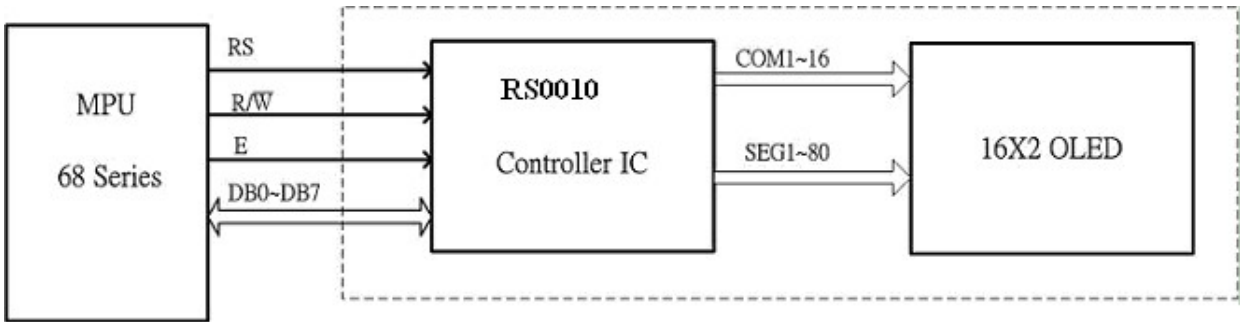 MPU
68 Series
RS
R/W̅
E
DB0~DB7
RS0010
Controller IC
COM1~16
SEG1~80
16X2 OLED